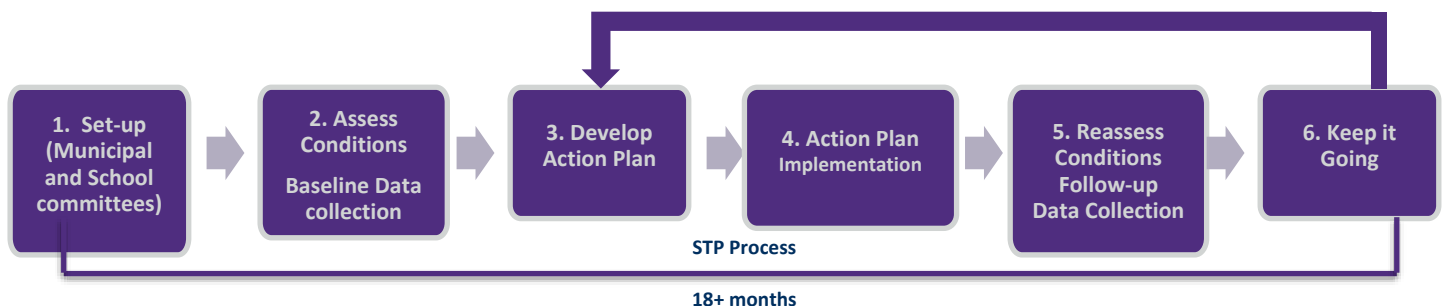 1. Set-up
(Municipal
and School
committees)
2. Assess
Conditions
Baseline Data
collection
3. Develop
Action Plan
4. Action Plan
Implementation
5. Reassess
Conditions
Follow-up
Data Collection
6. Keep it
Going
STP Process
18+ months